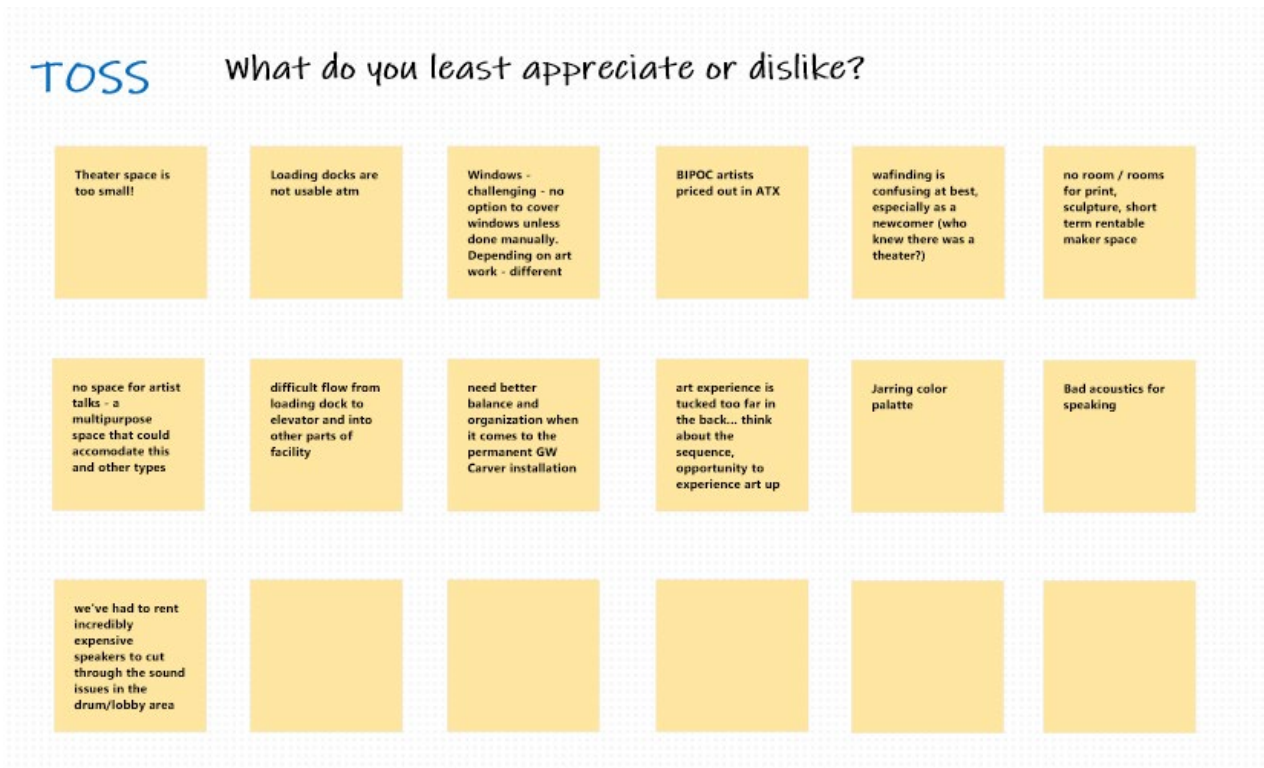 TOSS What do you least appreciate or dislike?
Theater space is
too small!
Loading docks are
not usable atm
Windows -
challenging - no
option to cover
windows unless
done manually.
Depending on art
work - different
BIPOC artists
priced out in ATX
wafinding is
confusing at best,
especially as a
newcomer (who
knew there was a
theater?)
no room / rooms
for print,
sculpture, short
term rentable
maker space
no space for artist
talks - a
multipurpose
space that could
accomodate this
and other types
difficult flow from
loading dock to
elevator and into
other parts of
facility
need better
balance and
organization when
it comes to the
permanent GW
Carver installation
art experience is
tucked too far in
the back... think
about the
sequence,
opportunity to
experience art up
Jarring color
palatte
Bad acoustics for
speaking
we've had to rent
incredibly
expensive
speakers to cut
through the sound
issues in the
drum/lobby area